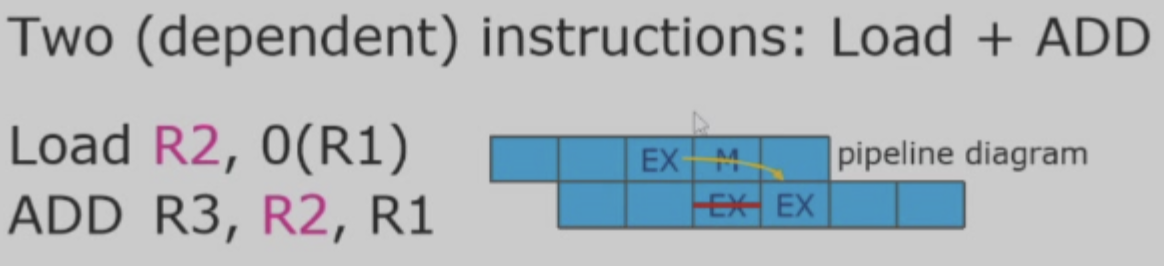 Two (dependent) instructions: Load + ADD
Load R2, 0(R1)
ADD R3, R2, R1
EX M
pipeline diagram
EX EX